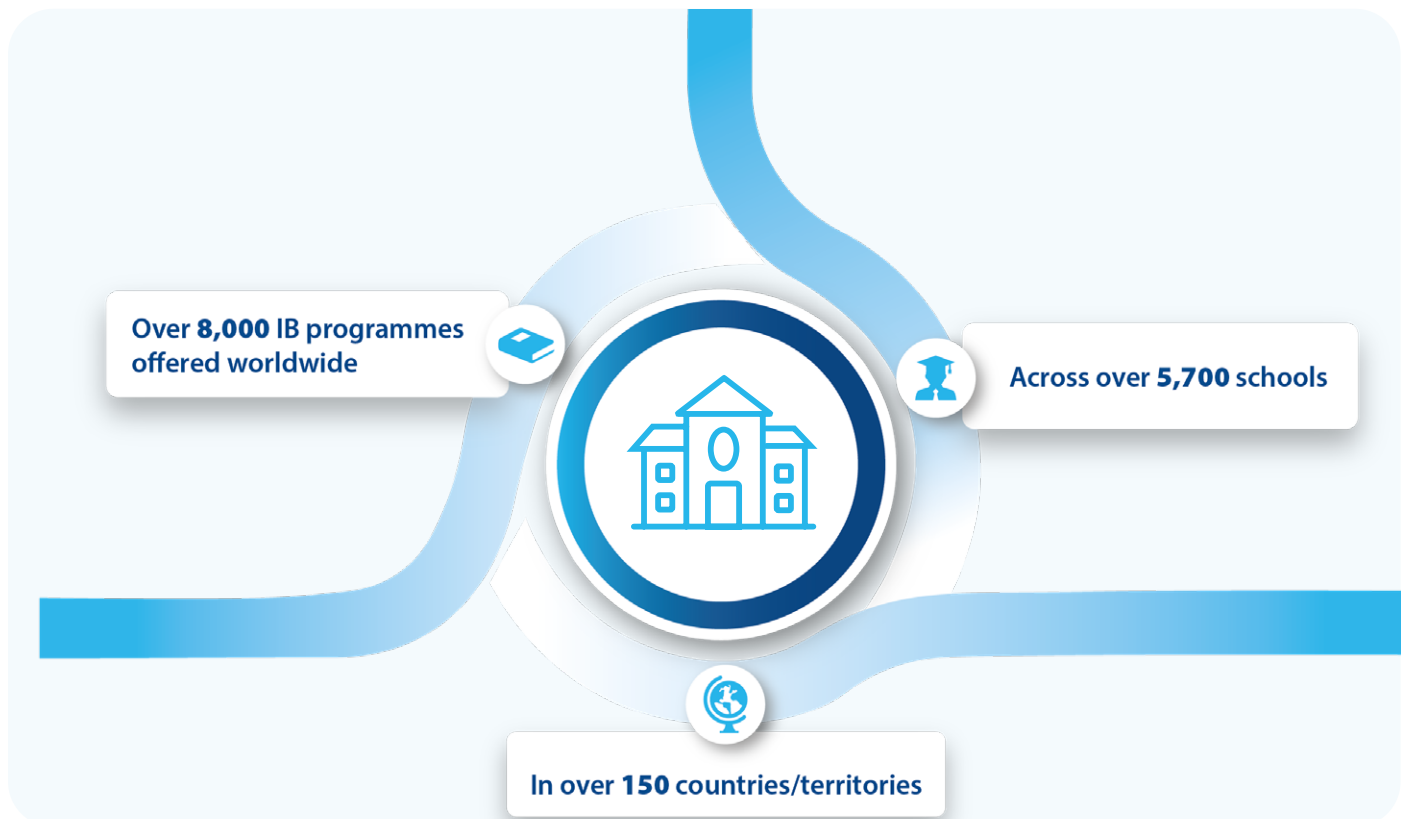 Over 8,000 IB programmes
offered worldwide
Across over 5,700 schools
In over 150 countries/territories